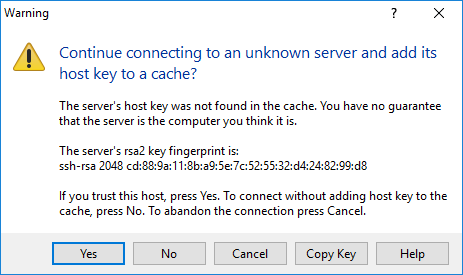 Warning
?
Continue connecting to an unknown server and add its
host key to a cache?
The server's host key was not found in the cache. You have no guarantee
that the server is the computer you think it is.
The server's rsa2 key fingerprint is:
ssh-rsa 2048 cd:88:9a:11:8b:a9:5e:7c:52:55:32:d4:24:82:99:d8
If you trust this host, press Yes. To connect without adding host key to the
cache, press No. To abandon the connection press Cancel.
Yes No Cancel Copy Key Help